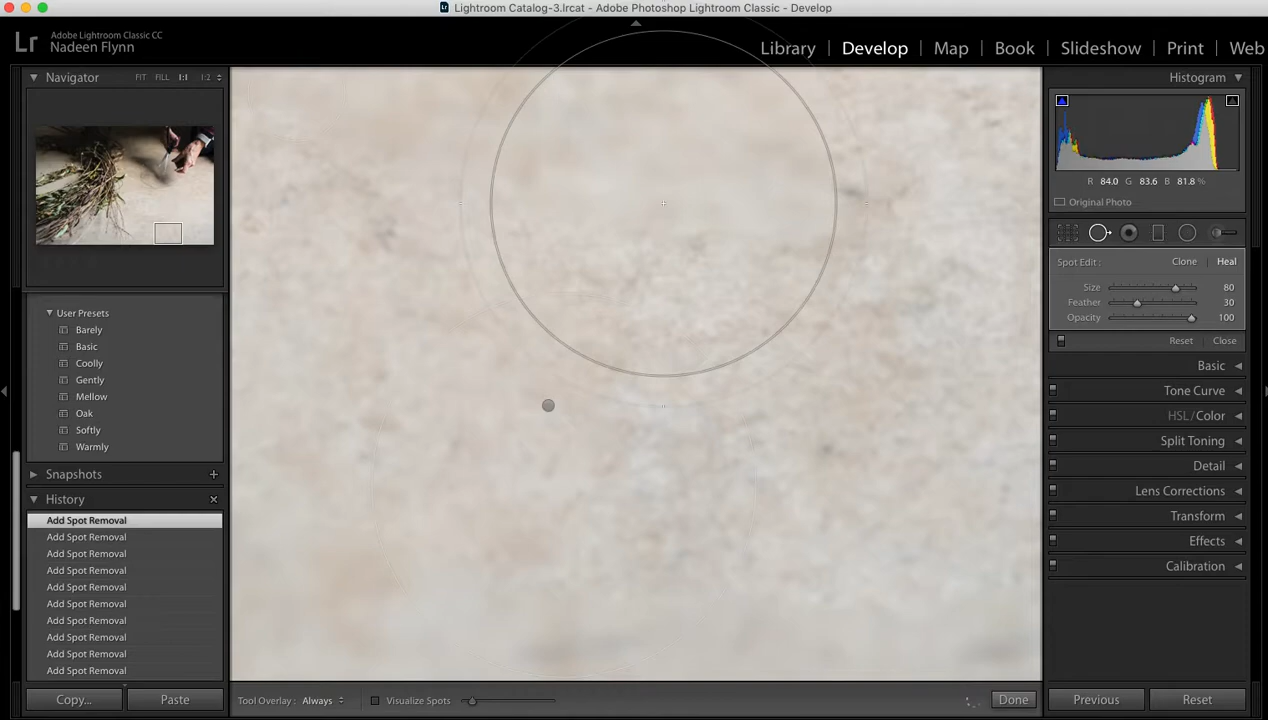 Lightroom Catalog-3.lrcat - Adobe Photoshop Lightroom Classic - Develop
Lr
Adobe Lightroom Classic CC
Nadeen Flynn
Library
Develop
Map
Book
Slideshow
Print
Web
Navigator
FIT
FILL
1:1
1:2
User Presets
Barely
Basic
Coolly
Gently
Mellow
Oak
Softly
Warmly
Snapshots
History
Add Spot Removal
Add Spot Removal
Add Spot Removal
Add Spot Removal
Add Spot Removal
Add Spot Removal
Add Spot Removal
Add Spot Removal
Add Spot Removal
Add Spot Removal
Copy...
Paste
Tool Overlay : Always
Visualize Spots
Done
Histogram
R 84.0 G 83.6 B 81.8 %
Original Photo
Spot Edit : Clone Heal
Size 80
Feather 30
Opacity 100
Reset Close
Basic
Tone Curve
HSL / Color
Split Toning
Detail
Lens Corrections
Transform
Effects
Calibration
Previous
Reset